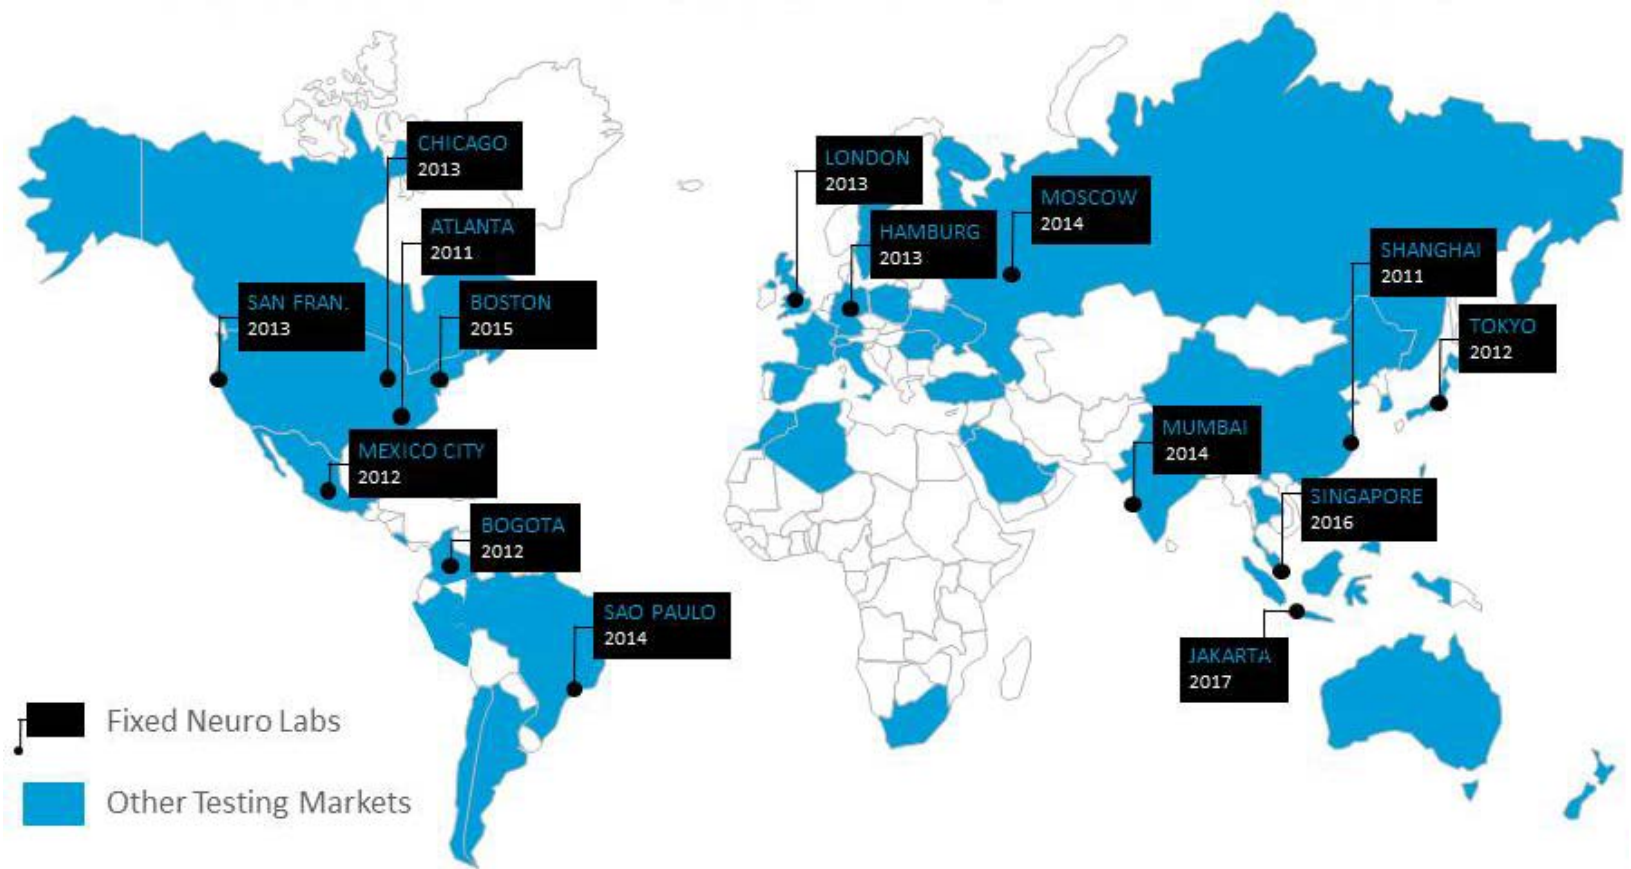 CHICAGO
2013
ATLANTA
2011
SAN FRAN.
2013
BOSTON
2015
MEXICO CITY
2012
BOGOTA
2012
SAO PAULO
2014
LONDON
2013
HAMBURG
2013
MOSCOW
2014
SHANGHAI
2011
TOKYO
2012
MUMBAI
2014
SINGAPORE
2016
JAKARTA
2017
Fixed Neuro Labs
Other Testing Markets